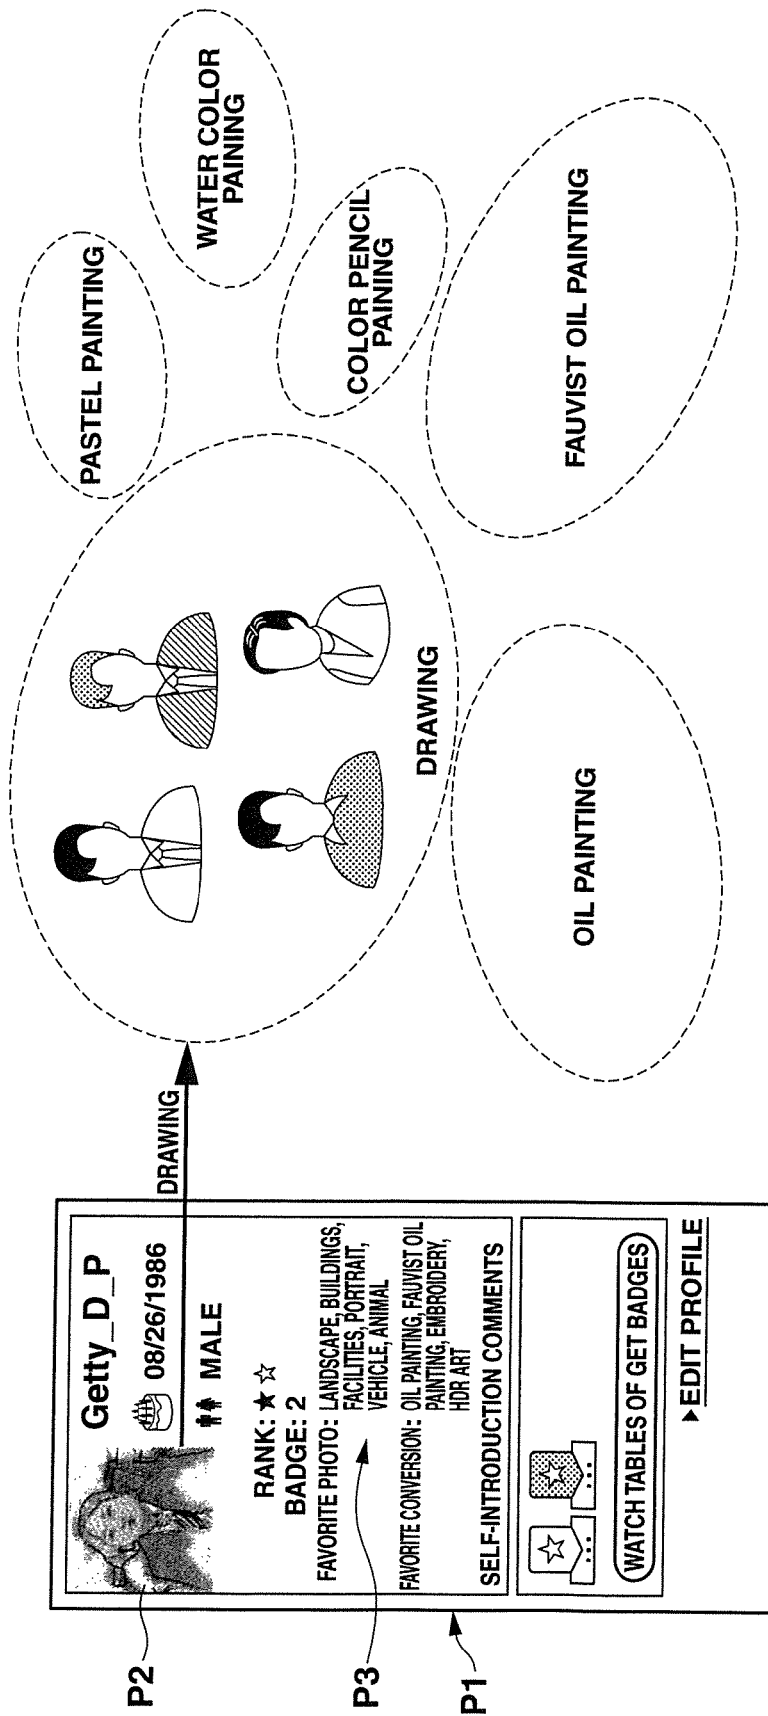 Getty_D_P
08/26/1986
MALE
RANK: ★☆
BADGE: 2
FAVORITE PHOTO: LANDSCAPE, BUILDINGS,
FACILITIES, PORTRAIT,
VEHICLE, ANIMAL
FAVORITE CONVERSION: OIL PAINTING, FAUVIST OIL
PAINTING, EMBROIDERY,
HDR ART
SELF-INTRODUCTION COMMENTS
WATCH TABLES OF GET BADGES
▶EDIT PROFILE
P2
P3
P1
DRAWING
DRAWING
PASTEL PAINTING
WATER COLOR
PAINING
COLOR PENCIL
PAINING
FAUVIST OIL PAINTING
OIL PAINTING